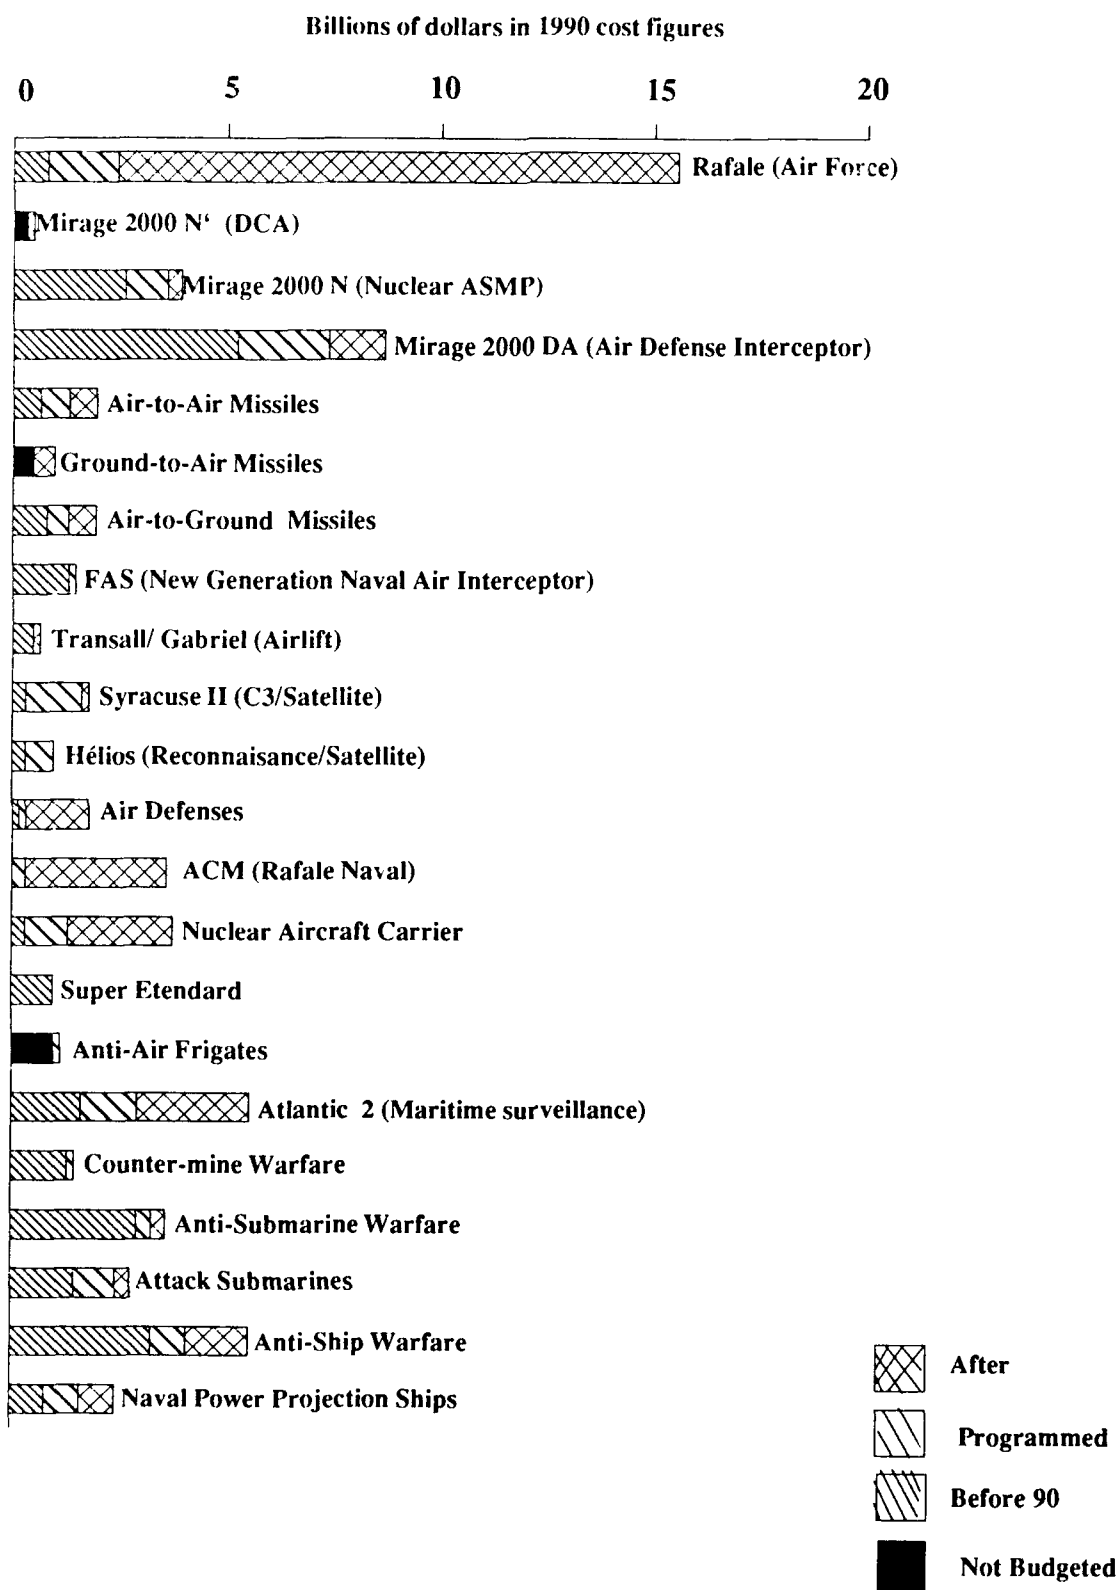 Billions of dollars in 1990 cost figures
0 5 10 15 20
Rafale (Air Force)
Mirage 2000 N‘ (DCA)
Mirage 2000 N (Nuclear ASMP)
Mirage 2000 DA (Air Defense Interceptor)
Air-to-Air Missiles
Ground-to-Air Missiles
Air-to-Ground Missiles
FAS (New Generation Naval Air Interceptor)
Transall/ Gabriel (Airlift)
Syracuse II (C3/Satellite)
Hélios (Reconnaisance/Satellite)
Air Defenses
ACM (Rafale Naval)
Nuclear Aircraft Carrier
Super Etendard
Anti-Air Frigates
Atlantic 2 (Maritime surveillance)
Counter-mine Warfare
Anti-Submarine Warfare
Attack Submarines
Anti-Ship Warfare
Naval Power Projection Ships
After
Programmed
Before 90
Not Budgeted